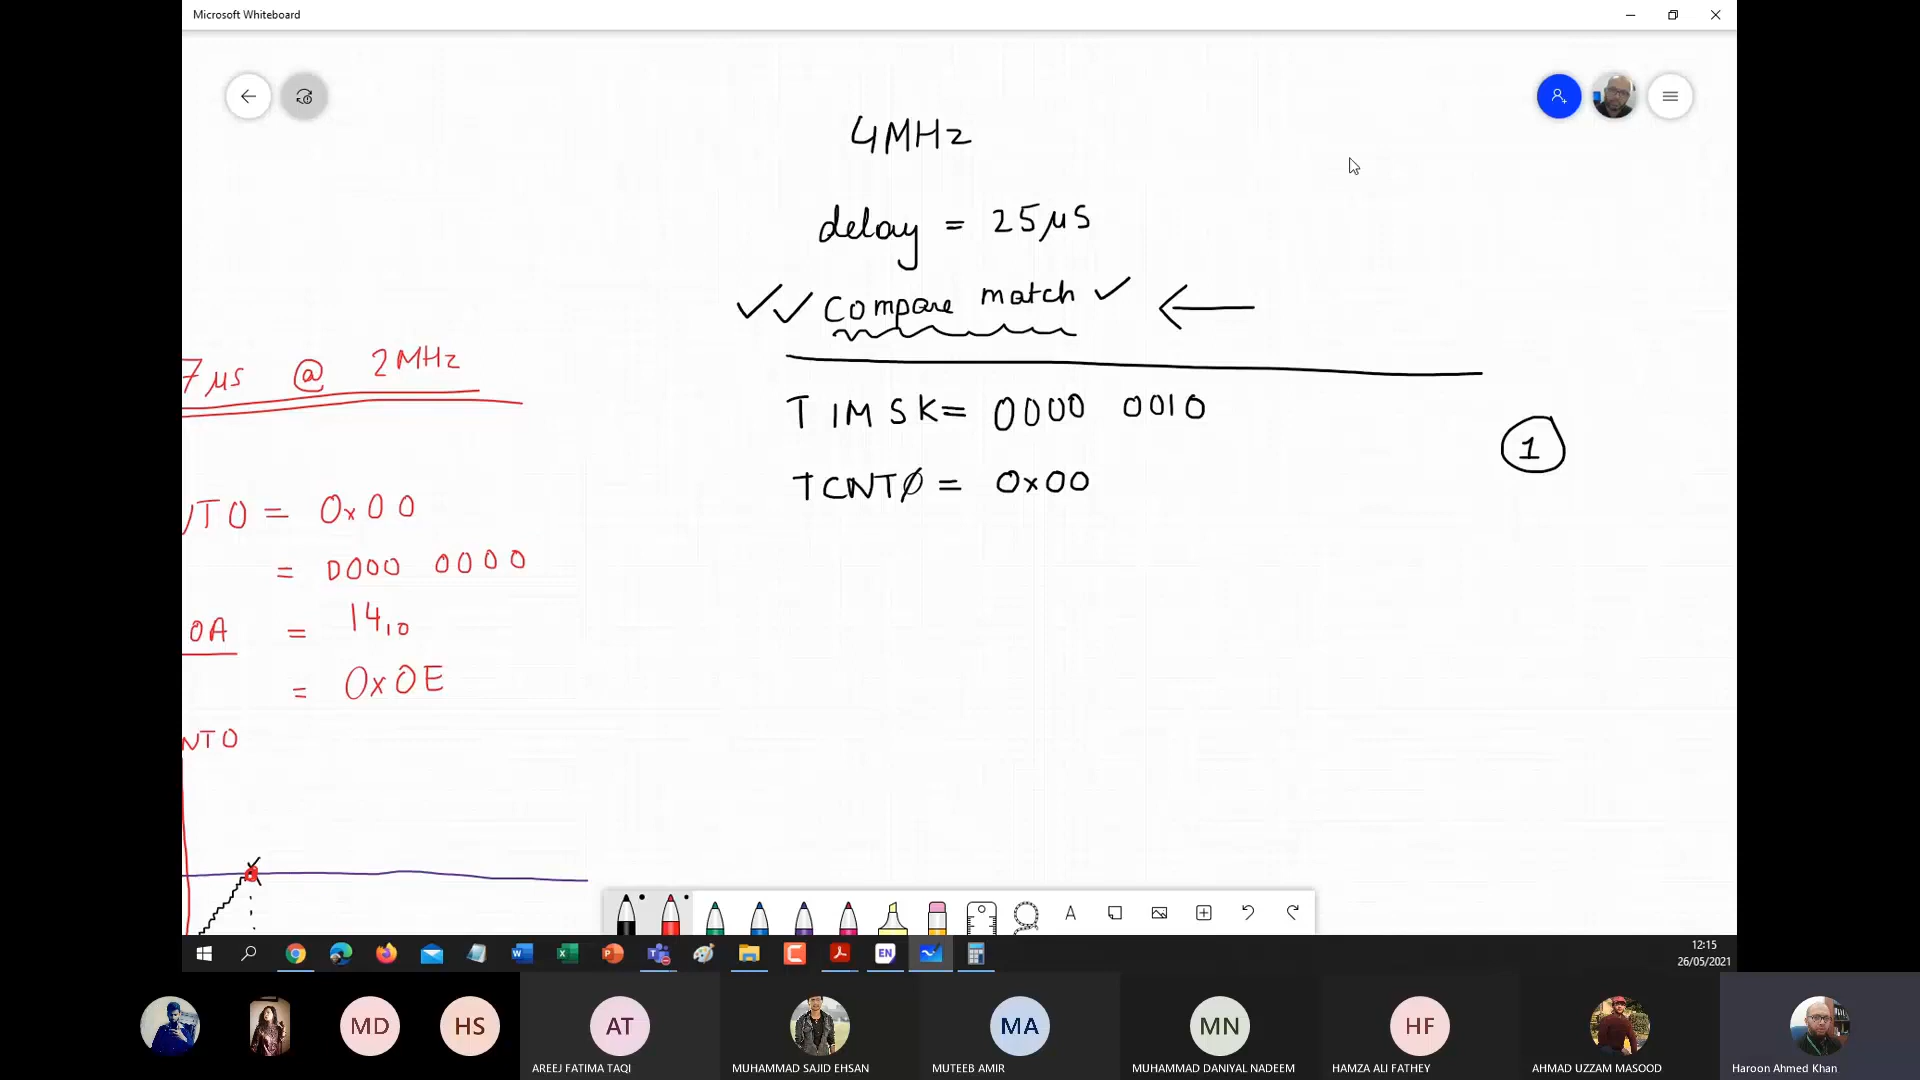 Microsoft Whiteboard
4MHz
delay = 25μs
Compare match
TIMSK = 0000 0010
TCNTØ = 0x00
1
7μs @ 2MHz
NT0 = 0x00
= 0000 0000
0A = 14₁₀
= 0x0E
NT0
A
EN
12:15
26/05/2021
MD
HS
AT
MA
MN
HF
AREEJ FATIMA TAQI
MUHAMMAD SAJID EHSAN
MUTEEB AMIR
MUHAMMAD DANIYAL NADEEM
HAMZA ALI FATHEY
AHMAD UZZAM MASOOD
Haroon Ahmed Khan